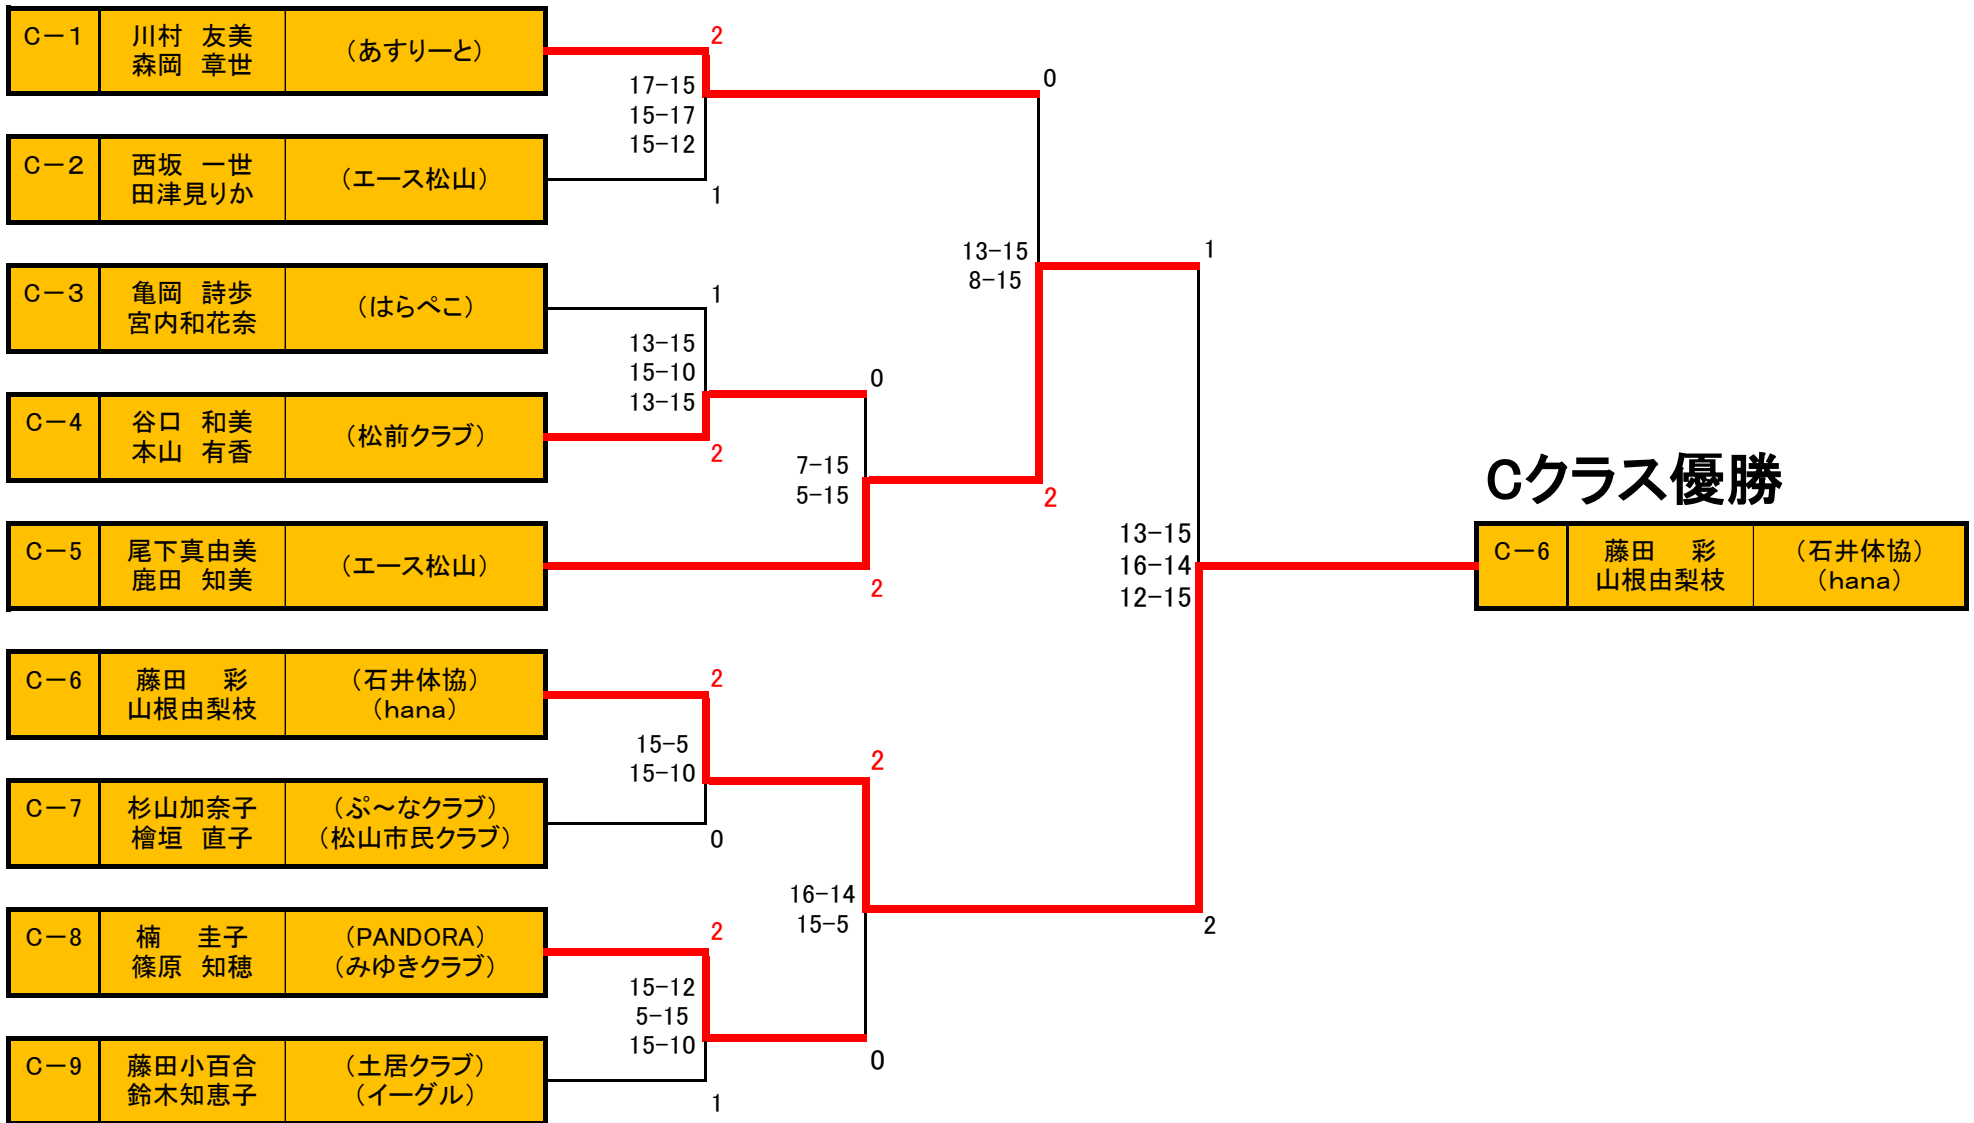 C－1
川村　友美
森岡　章世
（あすりーと）
2
17-15
15-17
15-12
C－2
西坂　一世
田津見りか
（エース松山）
1
0
C－3
亀岡　詩歩
宮内和花奈
（はらぺこ）
1
13-15
15-10
13-15
C－4
谷口　和美
本山　有香
（松前クラブ）
2
0
7-15
5-15
C－5
尾下真由美
鹿田　知美
（エース松山）
2
13-15
8-15
2
1
13-15
16-14
12-15
C－6
藤田　　彩
山根由梨枝
（石井体協）
（hana）
2
15-5
15-10
C－7
杉山加奈子
檜垣　直子
（ぷ～なクラブ）
（松山市民クラブ）
0
2
16-14
15-5
C－8
楠　　圭子
篠原　知穂
（PANDORA）
（みゆきクラブ）
2
15-12
5-15
15-10
C－9
藤田小百合
鈴木知恵子
（土居クラブ）
（イーグル）
1
0
2
Cクラス優勝
C－6
藤田　　彩
山根由梨枝
（石井体協）
（hana）